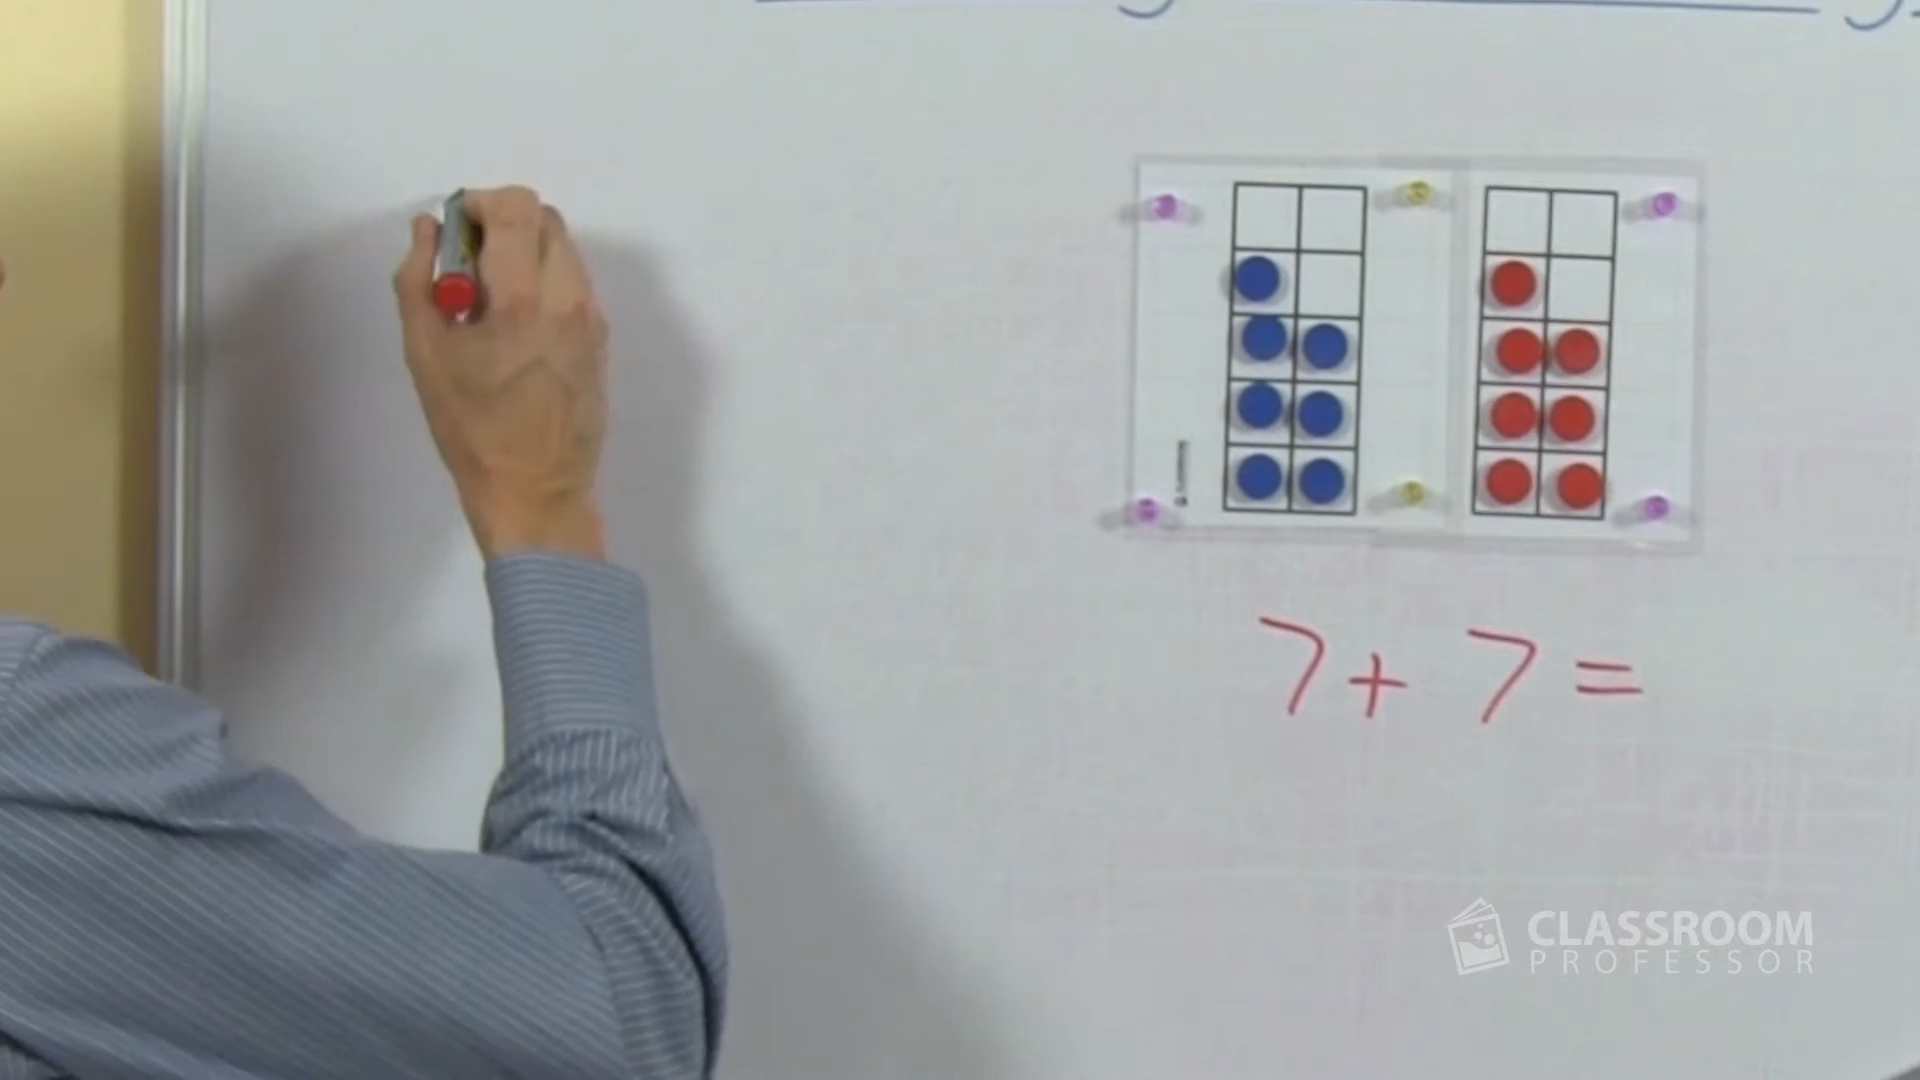 7 + 7 =
CLASSROOM
PROFESSOR